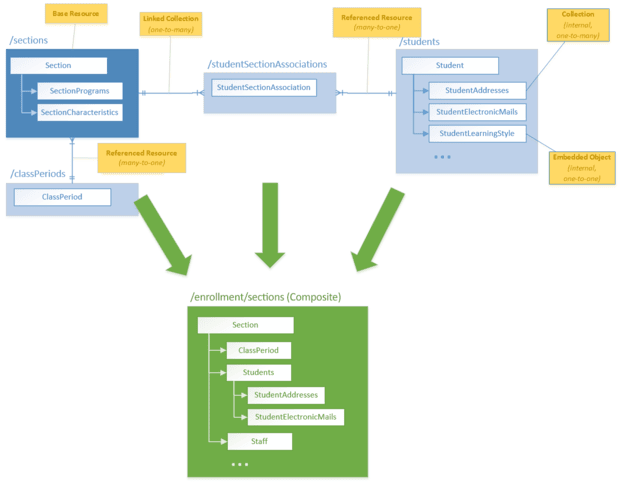 Base Resource
Linked Collection
(one-to-many)
Referenced Resource
(many-to-one)
Collection
(internal,
one-to-many)
/sections
/studentSectionAssociations
/students
Section
SectionPrograms
SectionCharacteristics
StudentSectionAssociation
Student
StudentAddresses
StudentElectronicMails
StudentLearningStyle
...
Referenced Resource
(many-to-one)
Embedded Object
(internal,
one-to-one)
/classPeriods
ClassPeriod
/enrollment/sections (Composite)
Section
ClassPeriod
Students
StudentAddresses
StudentElectronicMails
Staff
...